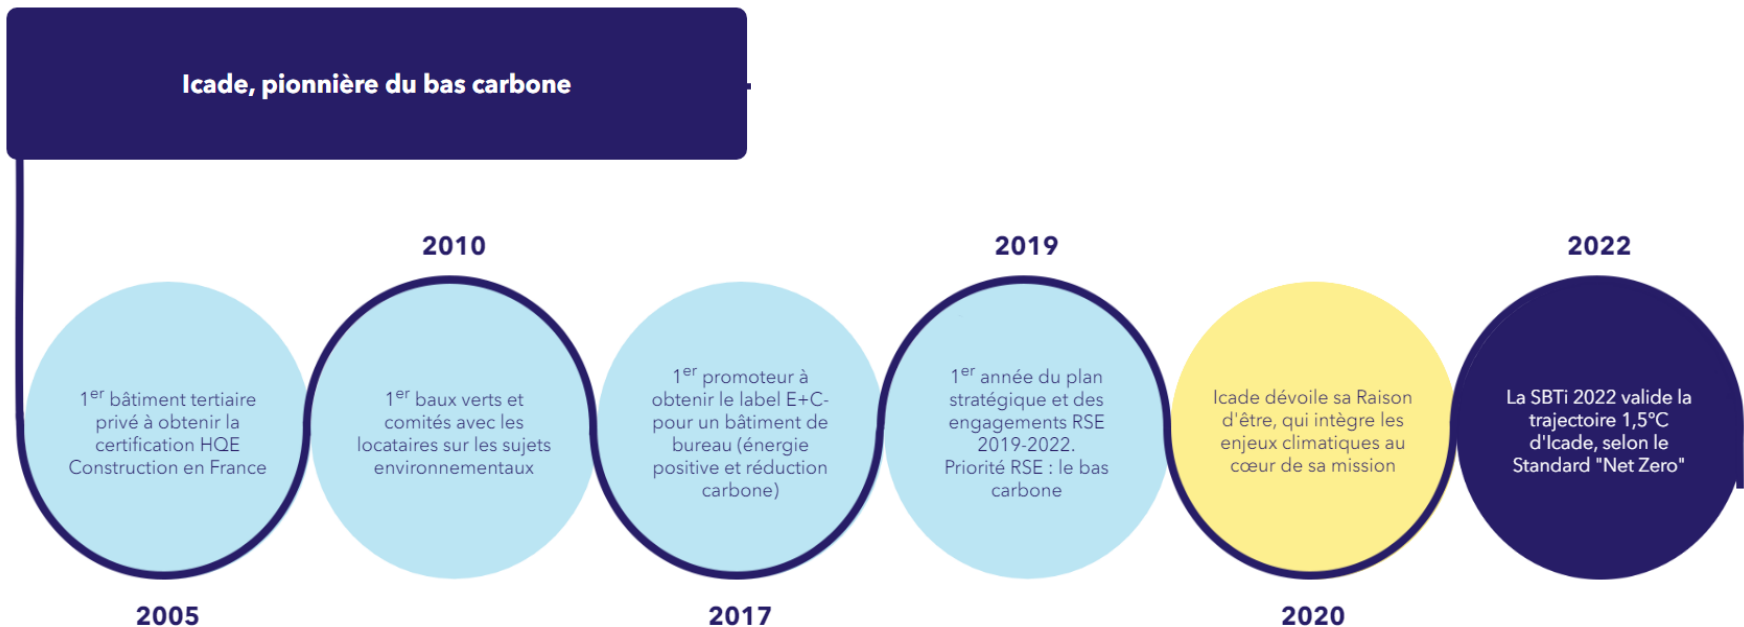 Icade, pionnière du bas carbone
2005
1er bâtiment tertiaire
privé à obtenir la
certification HQE
Construction en France
2010
1er baux verts et
comités avec les
locataires sur les sujets
environnementaux
2017
1er promoteur à
obtenir le label E+C-
pour un bâtiment de
bureau (énergie
positive et réduction
carbone)
2019
1er année du plan
stratégique et des
engagements RSE
2019-2022.
Priorité RSE : le bas
carbone
2020
Icade dévoile sa Raison
d'être, qui intègre les
enjeux climatiques au
cœur de sa mission
2022
La SBTi 2022 valide la
trajectoire 1,5°C
d'Icade, selon le
Standard "Net Zero"